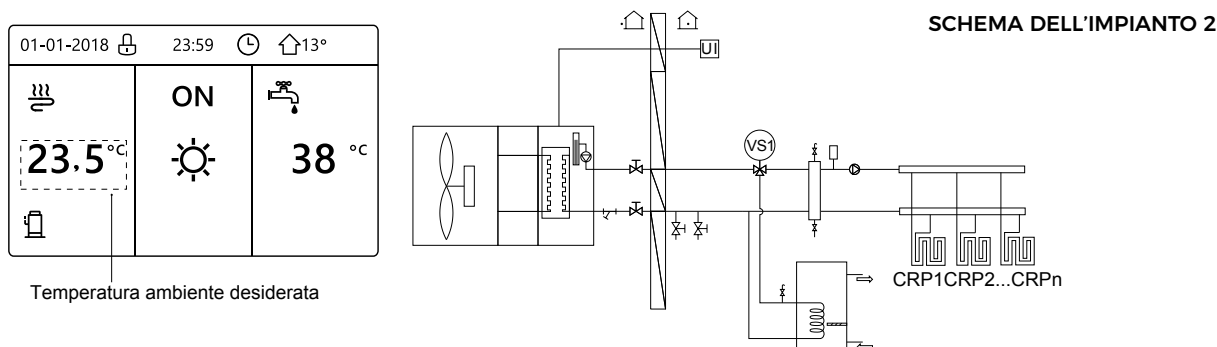 SCHEMA DELL'IMPIANTO 2
01-01-2018 23:59 13°
ON
23,5°C
38 °C
Temperatura ambiente desiderata
UI
VS1
CRP1CRP2...CRPn